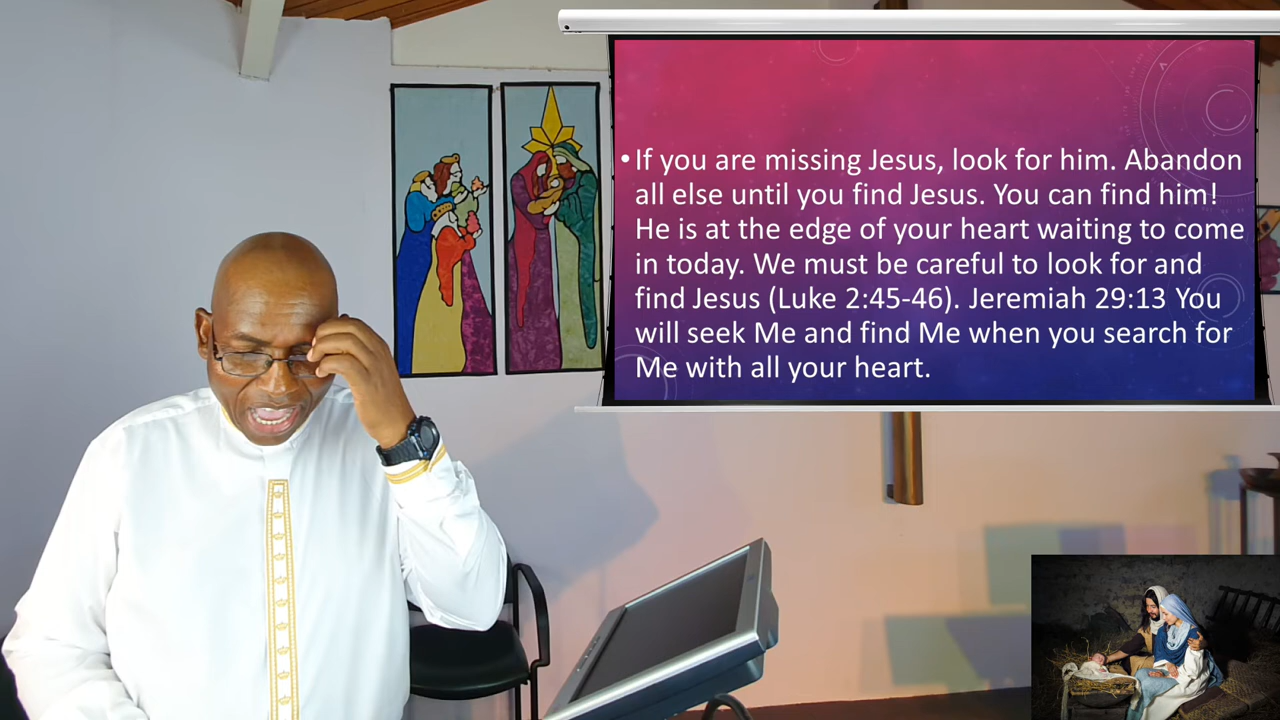 •If you are missing Jesus, look for him. Abandon
all else until you find Jesus. You can find him!
He is at the edge of your heart waiting to come
in today. We must be careful to look for and
find Jesus (Luke 2:45-46). Jeremiah 29:13 You
will seek Me and find Me when you search for
Me with all your heart.